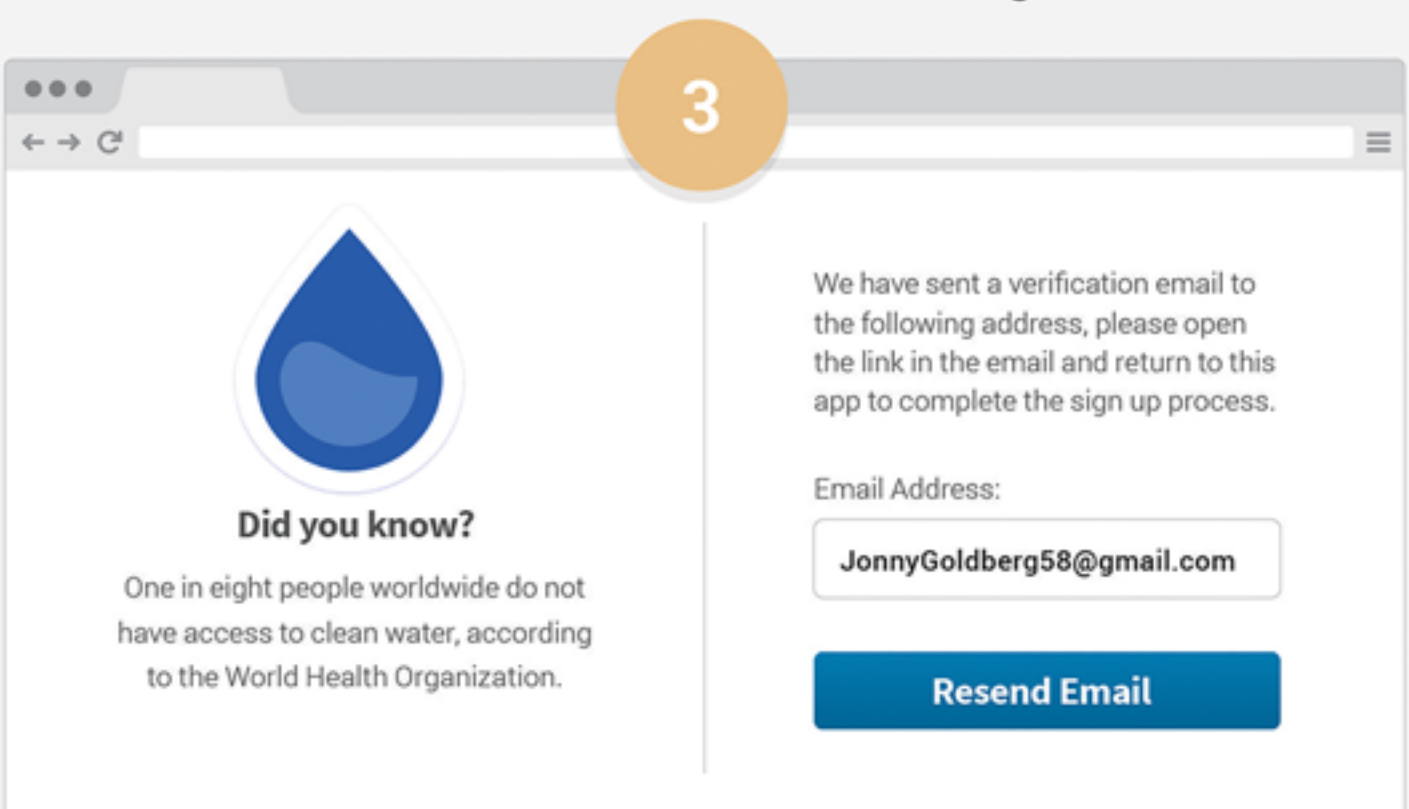 3
Did you know?
One in eight people worldwide do not
have access to clean water, according
to the World Health Organization.
We have sent a verification email to
the following address, please open
the link in the email and return to this
app to complete the sign up process.
Email Address:
JonnyGoldberg58@gmail.com
Resend Email